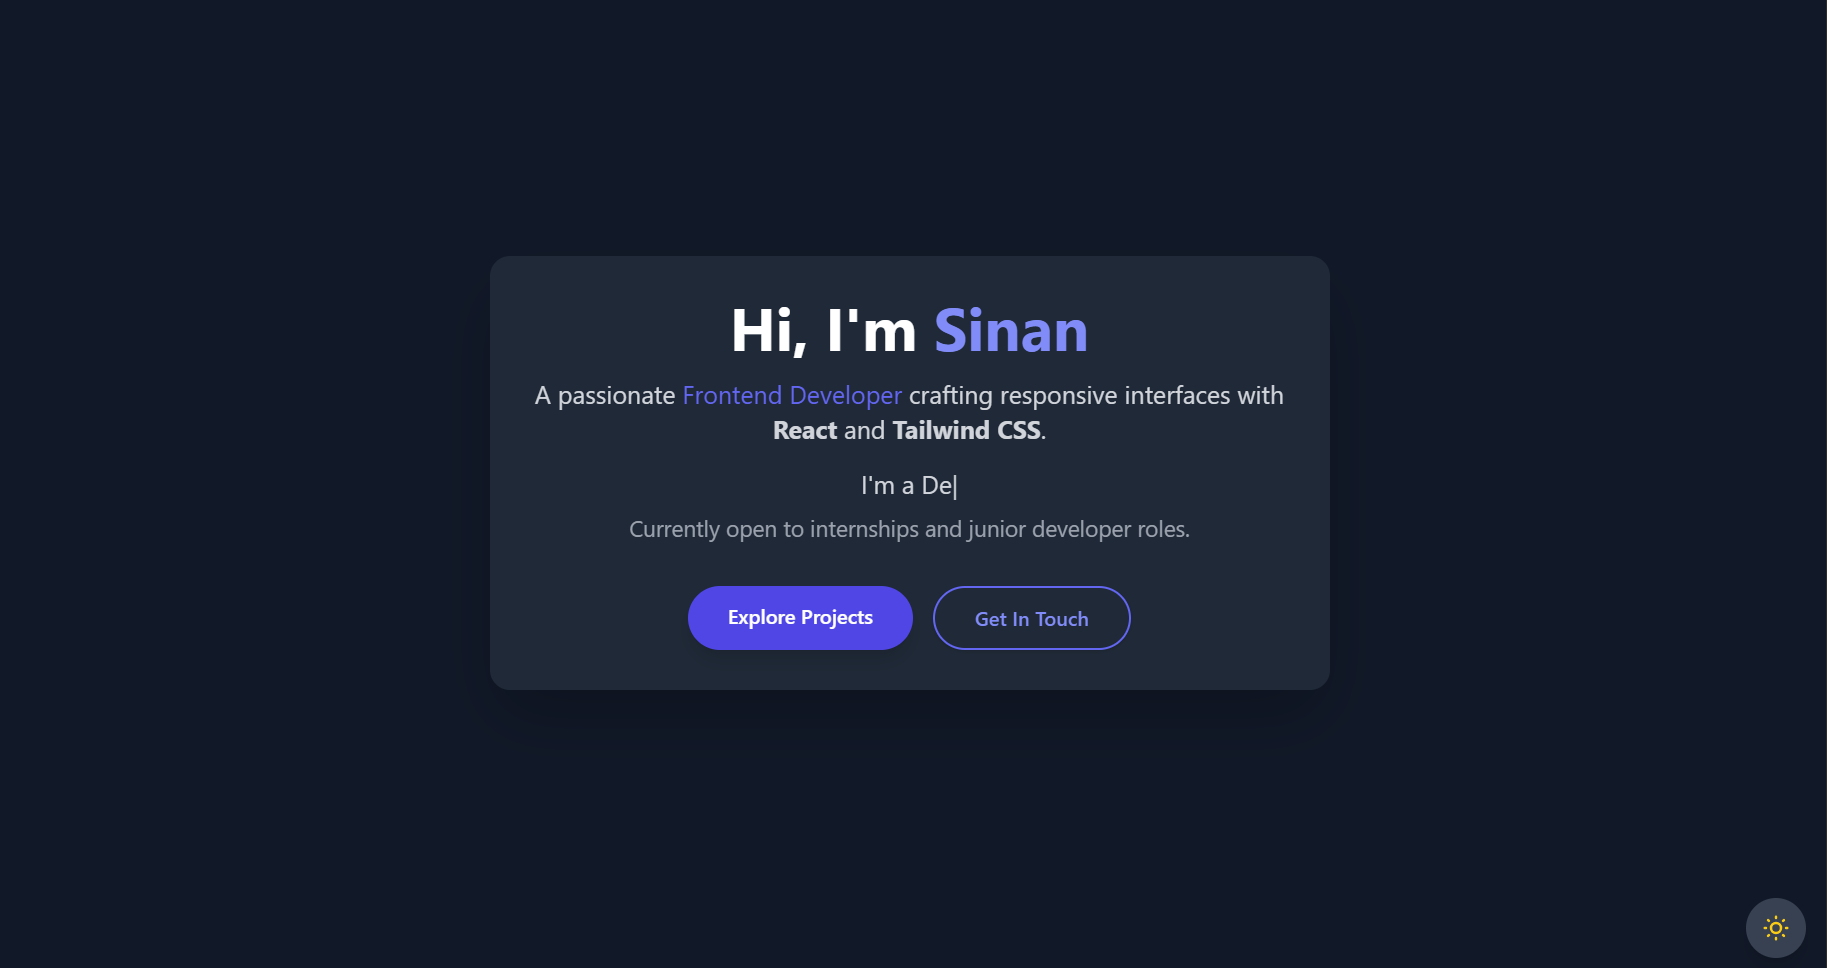 Hi, I'm Sinan
A passionate Frontend Developer crafting responsive interfaces with
React and Tailwind CSS.
I'm a De|
Currently open to internships and junior developer roles.
Explore Projects
Get In Touch